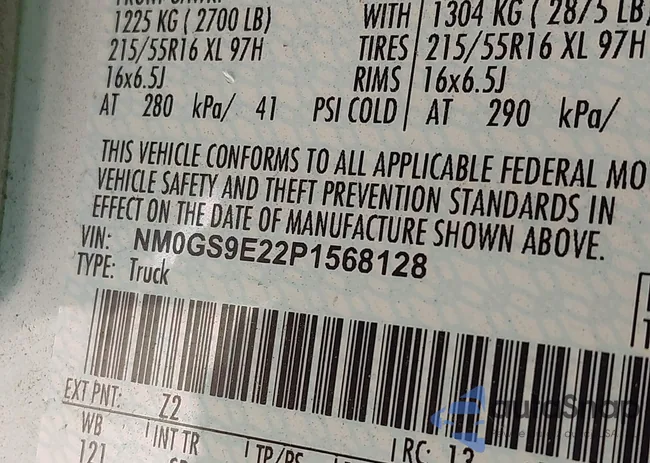 1225 KG ( 2700 LB) WITH 1304 KG ( 2875 LB)
215/55R16 XL 97H TIRES 215/55R16 XL 97H
16x6.5J RIMS 16x6.5J
AT 280 kPa/ 41 PSI COLD AT 290 kPa/
THIS VEHICLE CONFORMS TO ALL APPLICABLE FEDERAL MO
VEHICLE SAFETY AND THEFT PREVENTION STANDARDS IN
EFFECT ON THE DATE OF MANUFACTURE SHOWN ABOVE.
VIN: NM0GS9E22P1568128
TYPE: Truck
EXT PNT: Z2
WB INT TR TP/PS RC: 13
121
autoSnap